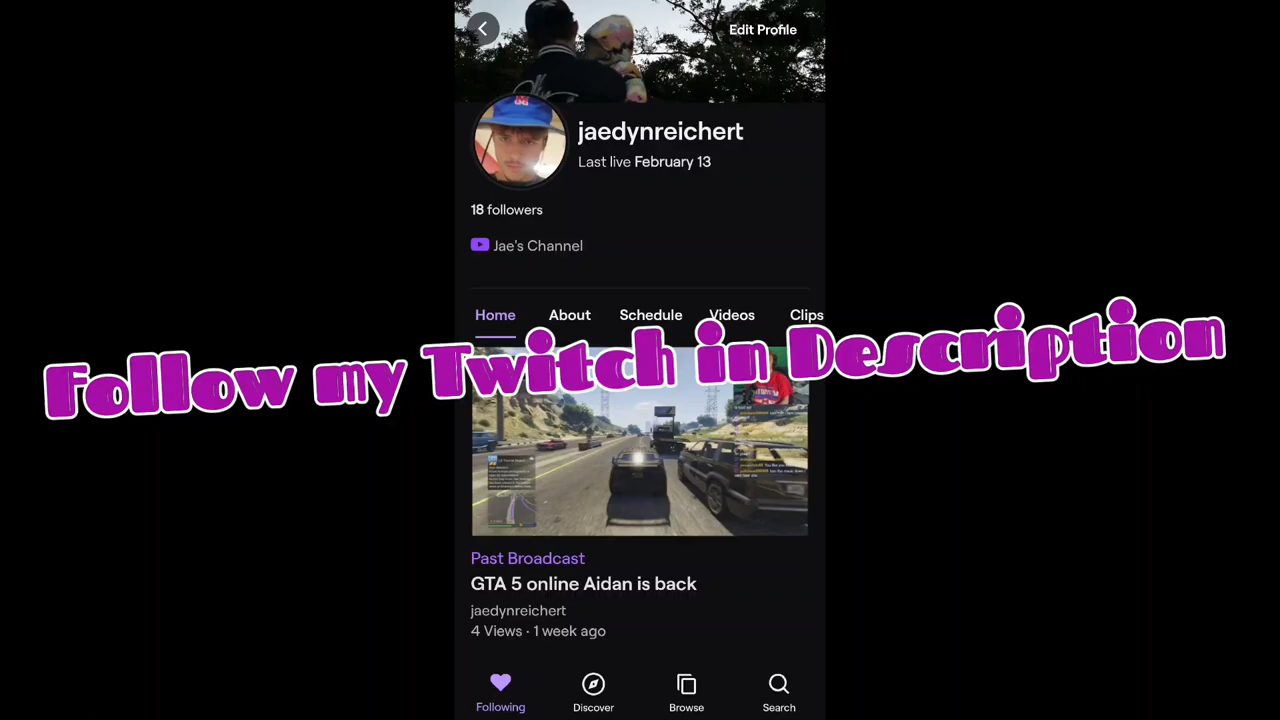 Edit Profile
M
jaedynreichert
Last live February 13
18 followers
Jae's Channel
Home About Schedule Videos Clips
Follow my Twitch in Description
Past Broadcast
GTA 5 online Aidan is back
jaedynreichert
4 Views · 1 week ago
Following Discover Browse Search